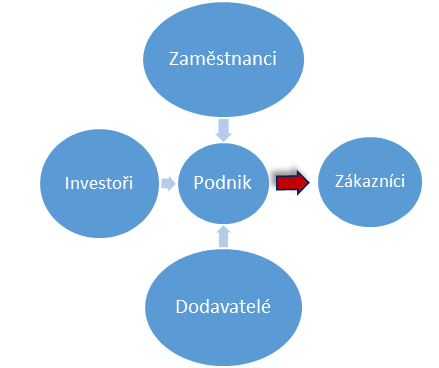 Zaměstnanci
Investoři
Podnik
Zákazníci
Dodavatelé